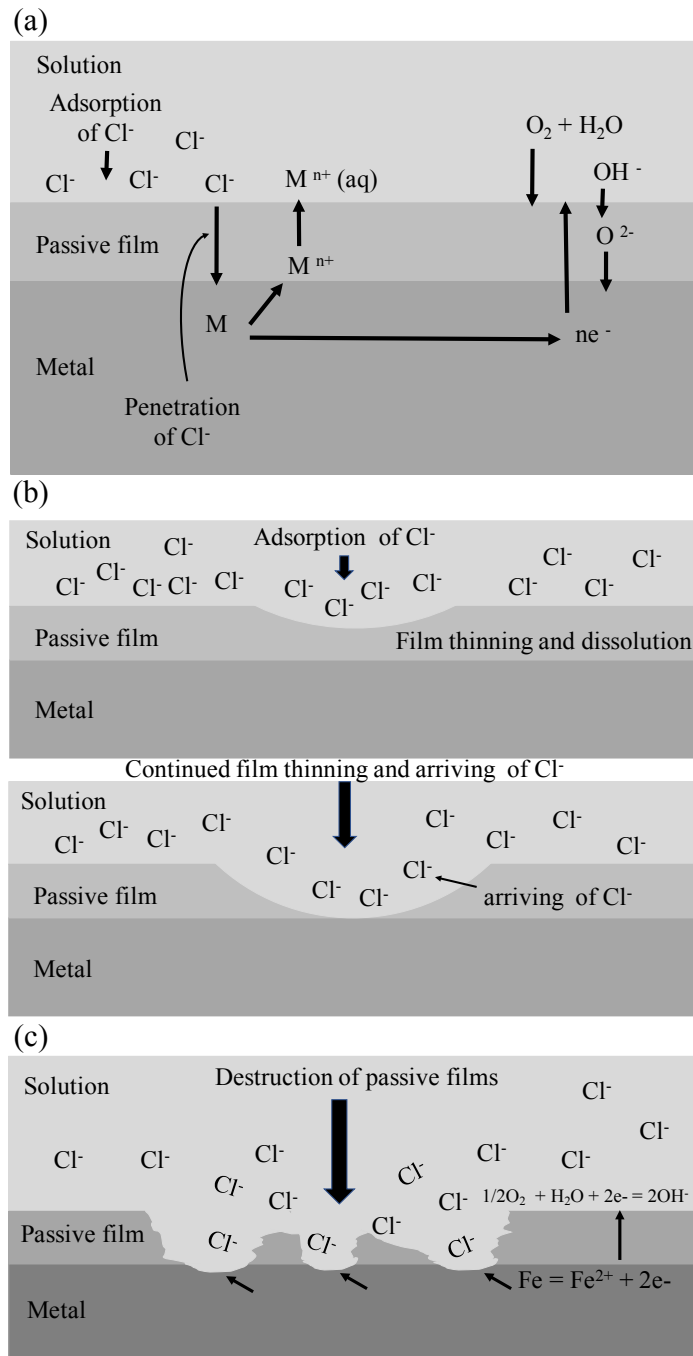 (a)
Solution
Adsorption
of Cl⁻
Cl⁻
Cl⁻
Cl⁻
Cl⁻
M ⁿ⁺ (aq)
O₂ + H₂O
OH ⁻
Passive film
M ⁿ⁺
O ²⁻
M
ne ⁻
Metal
Penetration
of Cl⁻
(b)
Solution
Adsorption of Cl⁻
Cl⁻
Cl⁻
Cl⁻
Cl⁻
Cl⁻
Cl⁻
Cl⁻
Cl⁻
Cl⁻
Cl⁻
Cl⁻
Cl⁻
Cl⁻
Cl⁻
Passive film
Film thinning and dissolution
Metal
Continued film thinning and arriving of Cl⁻
Solution
Cl⁻
Cl⁻
Cl⁻
Cl⁻
Cl⁻
Cl⁻
Cl⁻
Cl⁻
Cl⁻
Cl⁻
Cl⁻
Cl⁻
Passive film
arriving of Cl⁻
Metal
(c)
Solution
Destruction of passive films
Cl⁻
Cl⁻
Cl⁻
Cl⁻
Cl⁻
Cl⁻
Cl⁻
Cl⁻
Cl⁻
Cl⁻
Cl⁻
1/2O₂ + H₂O + 2e- = 2OH⁻
Cl⁻
Passive film
Cl⁻
Cl⁻
Cl⁻
Fe = Fe²⁺ + 2e-
Metal